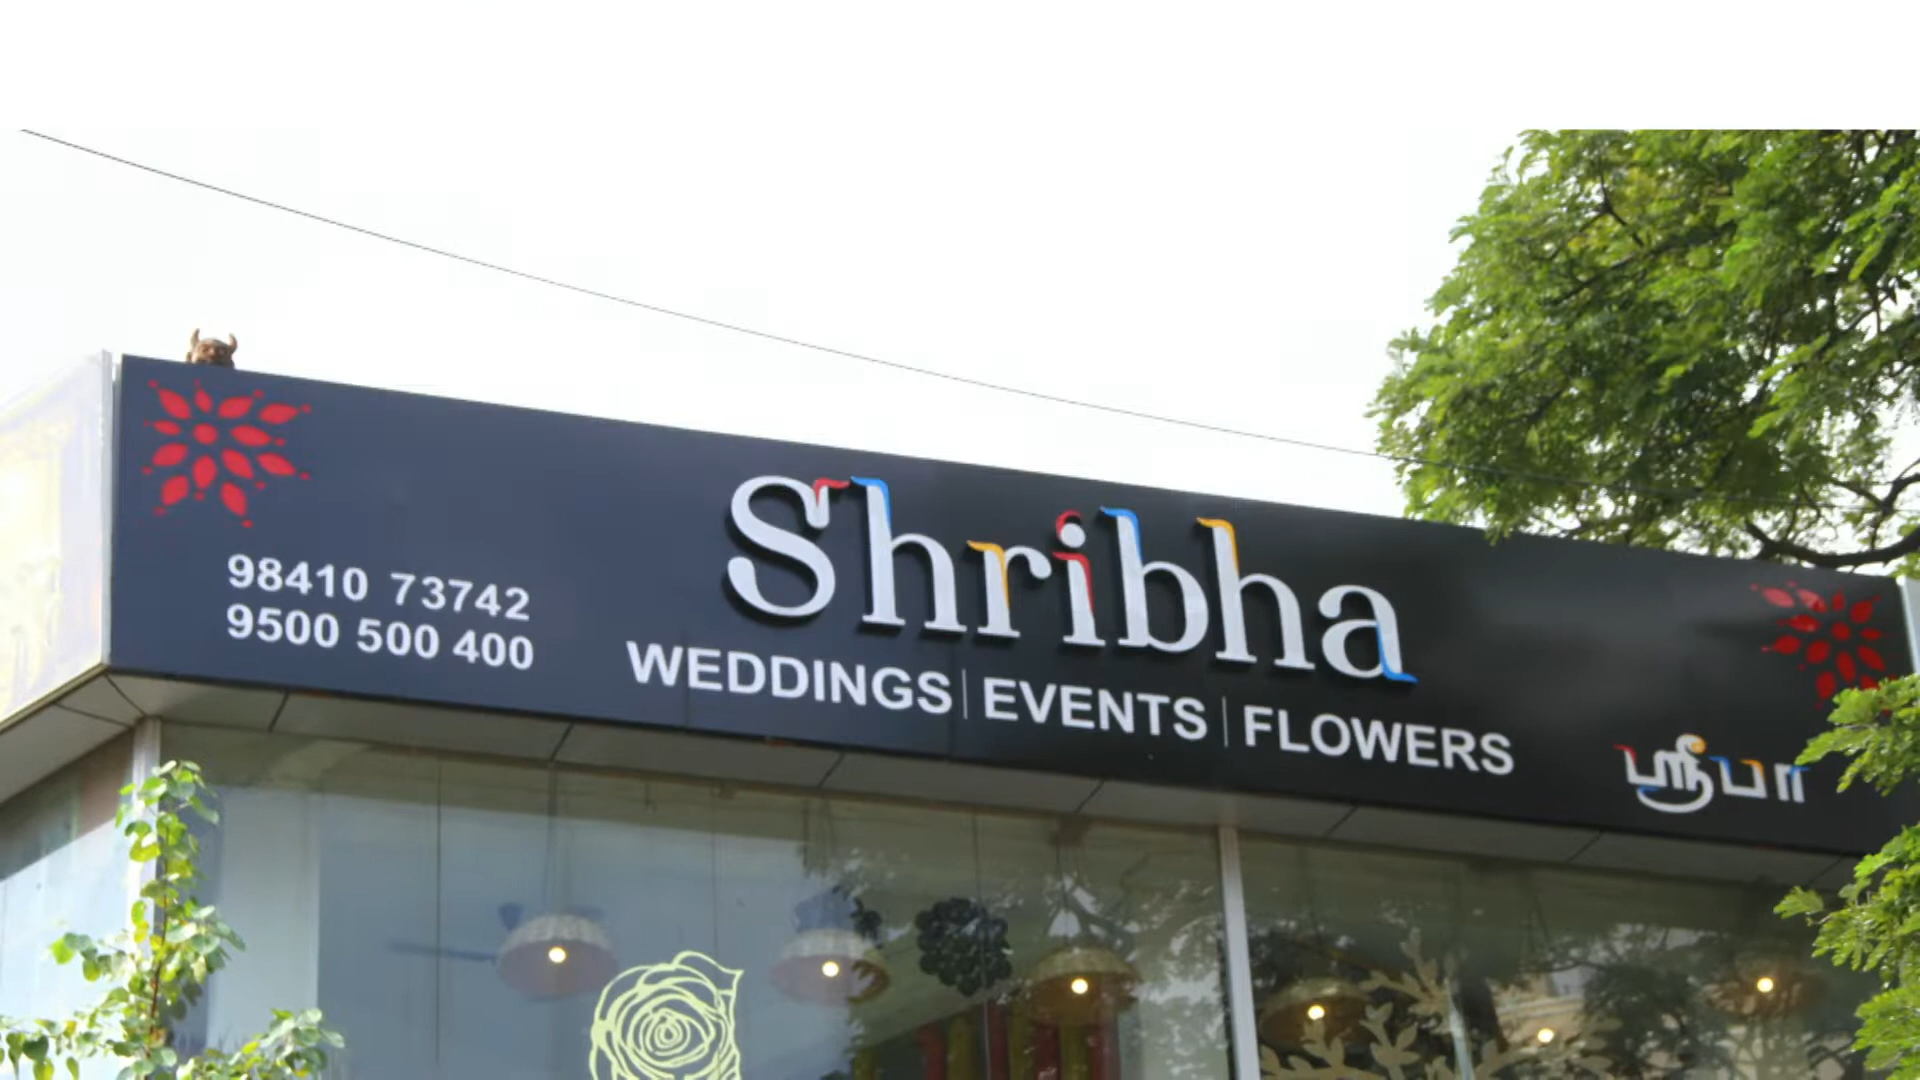 Shribha
98410 73742
9500 500 400
WEDDINGS | EVENTS | FLOWERS
ஸ்ரீபா